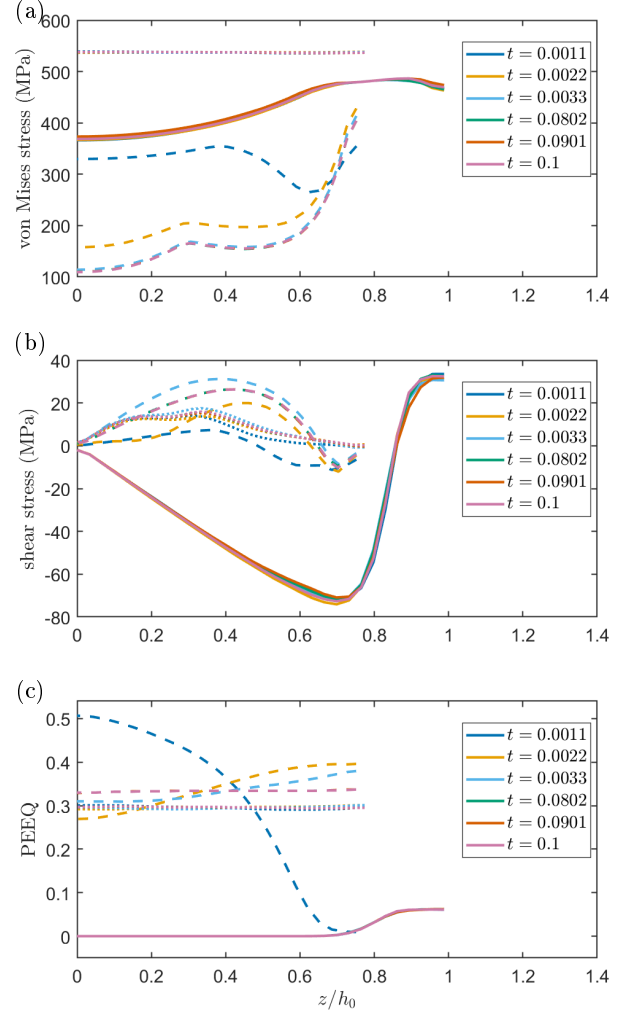 (a)
600
500
400
300
200
100
von Mises stress (MPa)
t = 0.0011
t = 0.0022
t = 0.0033
t = 0.0802
t = 0.0901
t = 0.1
0 0.2 0.4 0.6 0.8 1 1.2 1.4
(b)
40
20
0
-20
-40
-60
-80
shear stress (MPa)
t = 0.0011
t = 0.0022
t = 0.0033
t = 0.0802
t = 0.0901
t = 0.1
0 0.2 0.4 0.6 0.8 1 1.2 1.4
(c)
0.5
0.4
0.3
0.2
0.1
0
PEEQ
t = 0.0011
t = 0.0022
t = 0.0033
t = 0.0802
t = 0.0901
t = 0.1
0 0.2 0.4 0.6 0.8 1 1.2 1.4
z/h₀